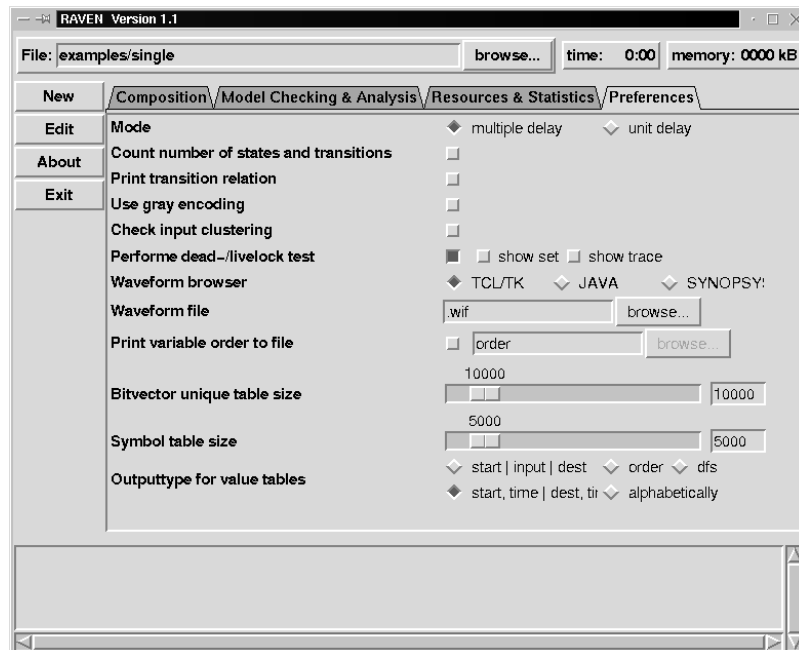 RAVEN Version 1.1
File: examples/single browse... time: 0:00 memory: 0000 kB
New Composition Model Checking & Analysis Resources & Statistics Preferences
Edit Mode multiple delay unit delay
Count number of states and transitions
About
Print transition relation
Exit
Use gray encoding
Check input clustering
Performe dead-/livelock test show set show trace
Waveform browser TCL/TK JAVA SYNOPSYS
Waveform file .wif browse...
Print variable order to file order browse...
10000
Bitvector unique table size 10000
5000
Symbol table size 5000
start | input | dest order dfs
Outputtype for value tables
start, time | dest, tir alphabetically